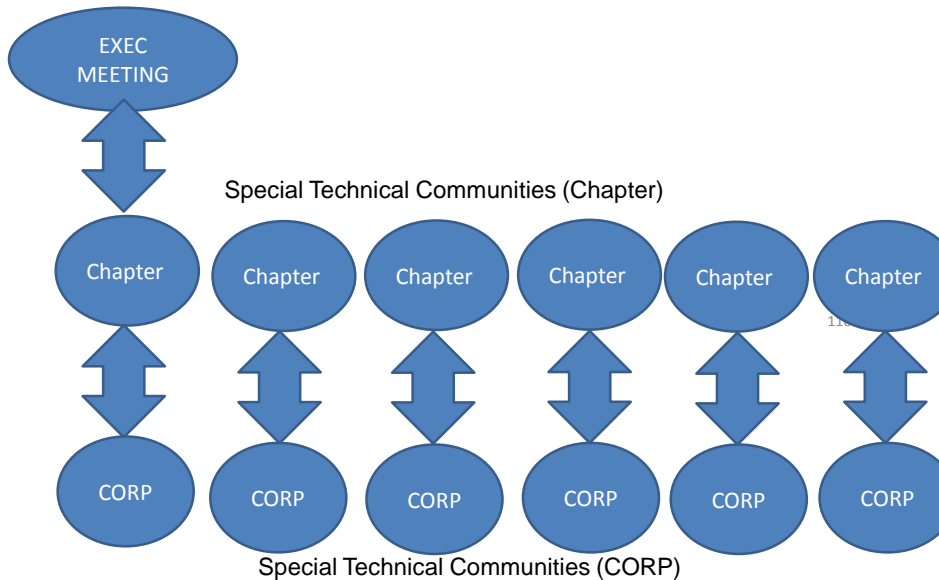 EXEC
MEETING
Special Technical Communities (Chapter)
Chapter
Chapter
Chapter
Chapter
Chapter
Chapter
CORP
CORP
CORP
CORP
CORP
CORP
Special Technical Communities (CORP)